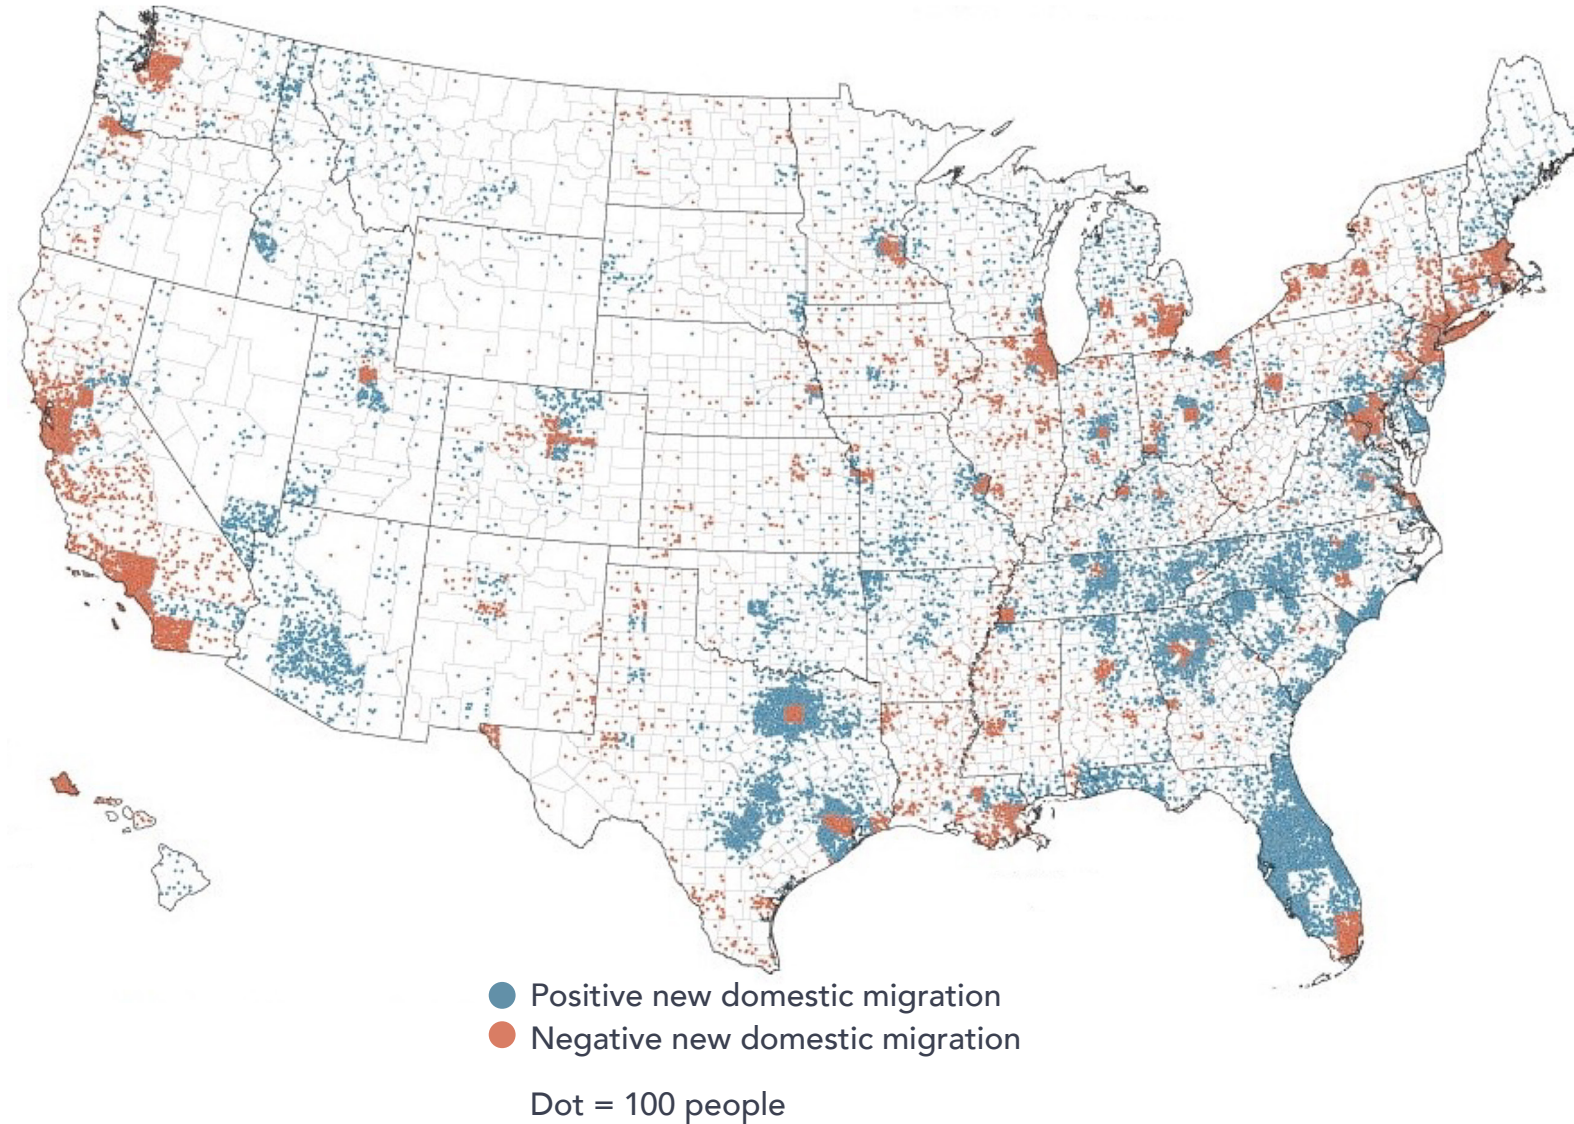 Positive new domestic migration
Negative new domestic migration
Dot = 100 people